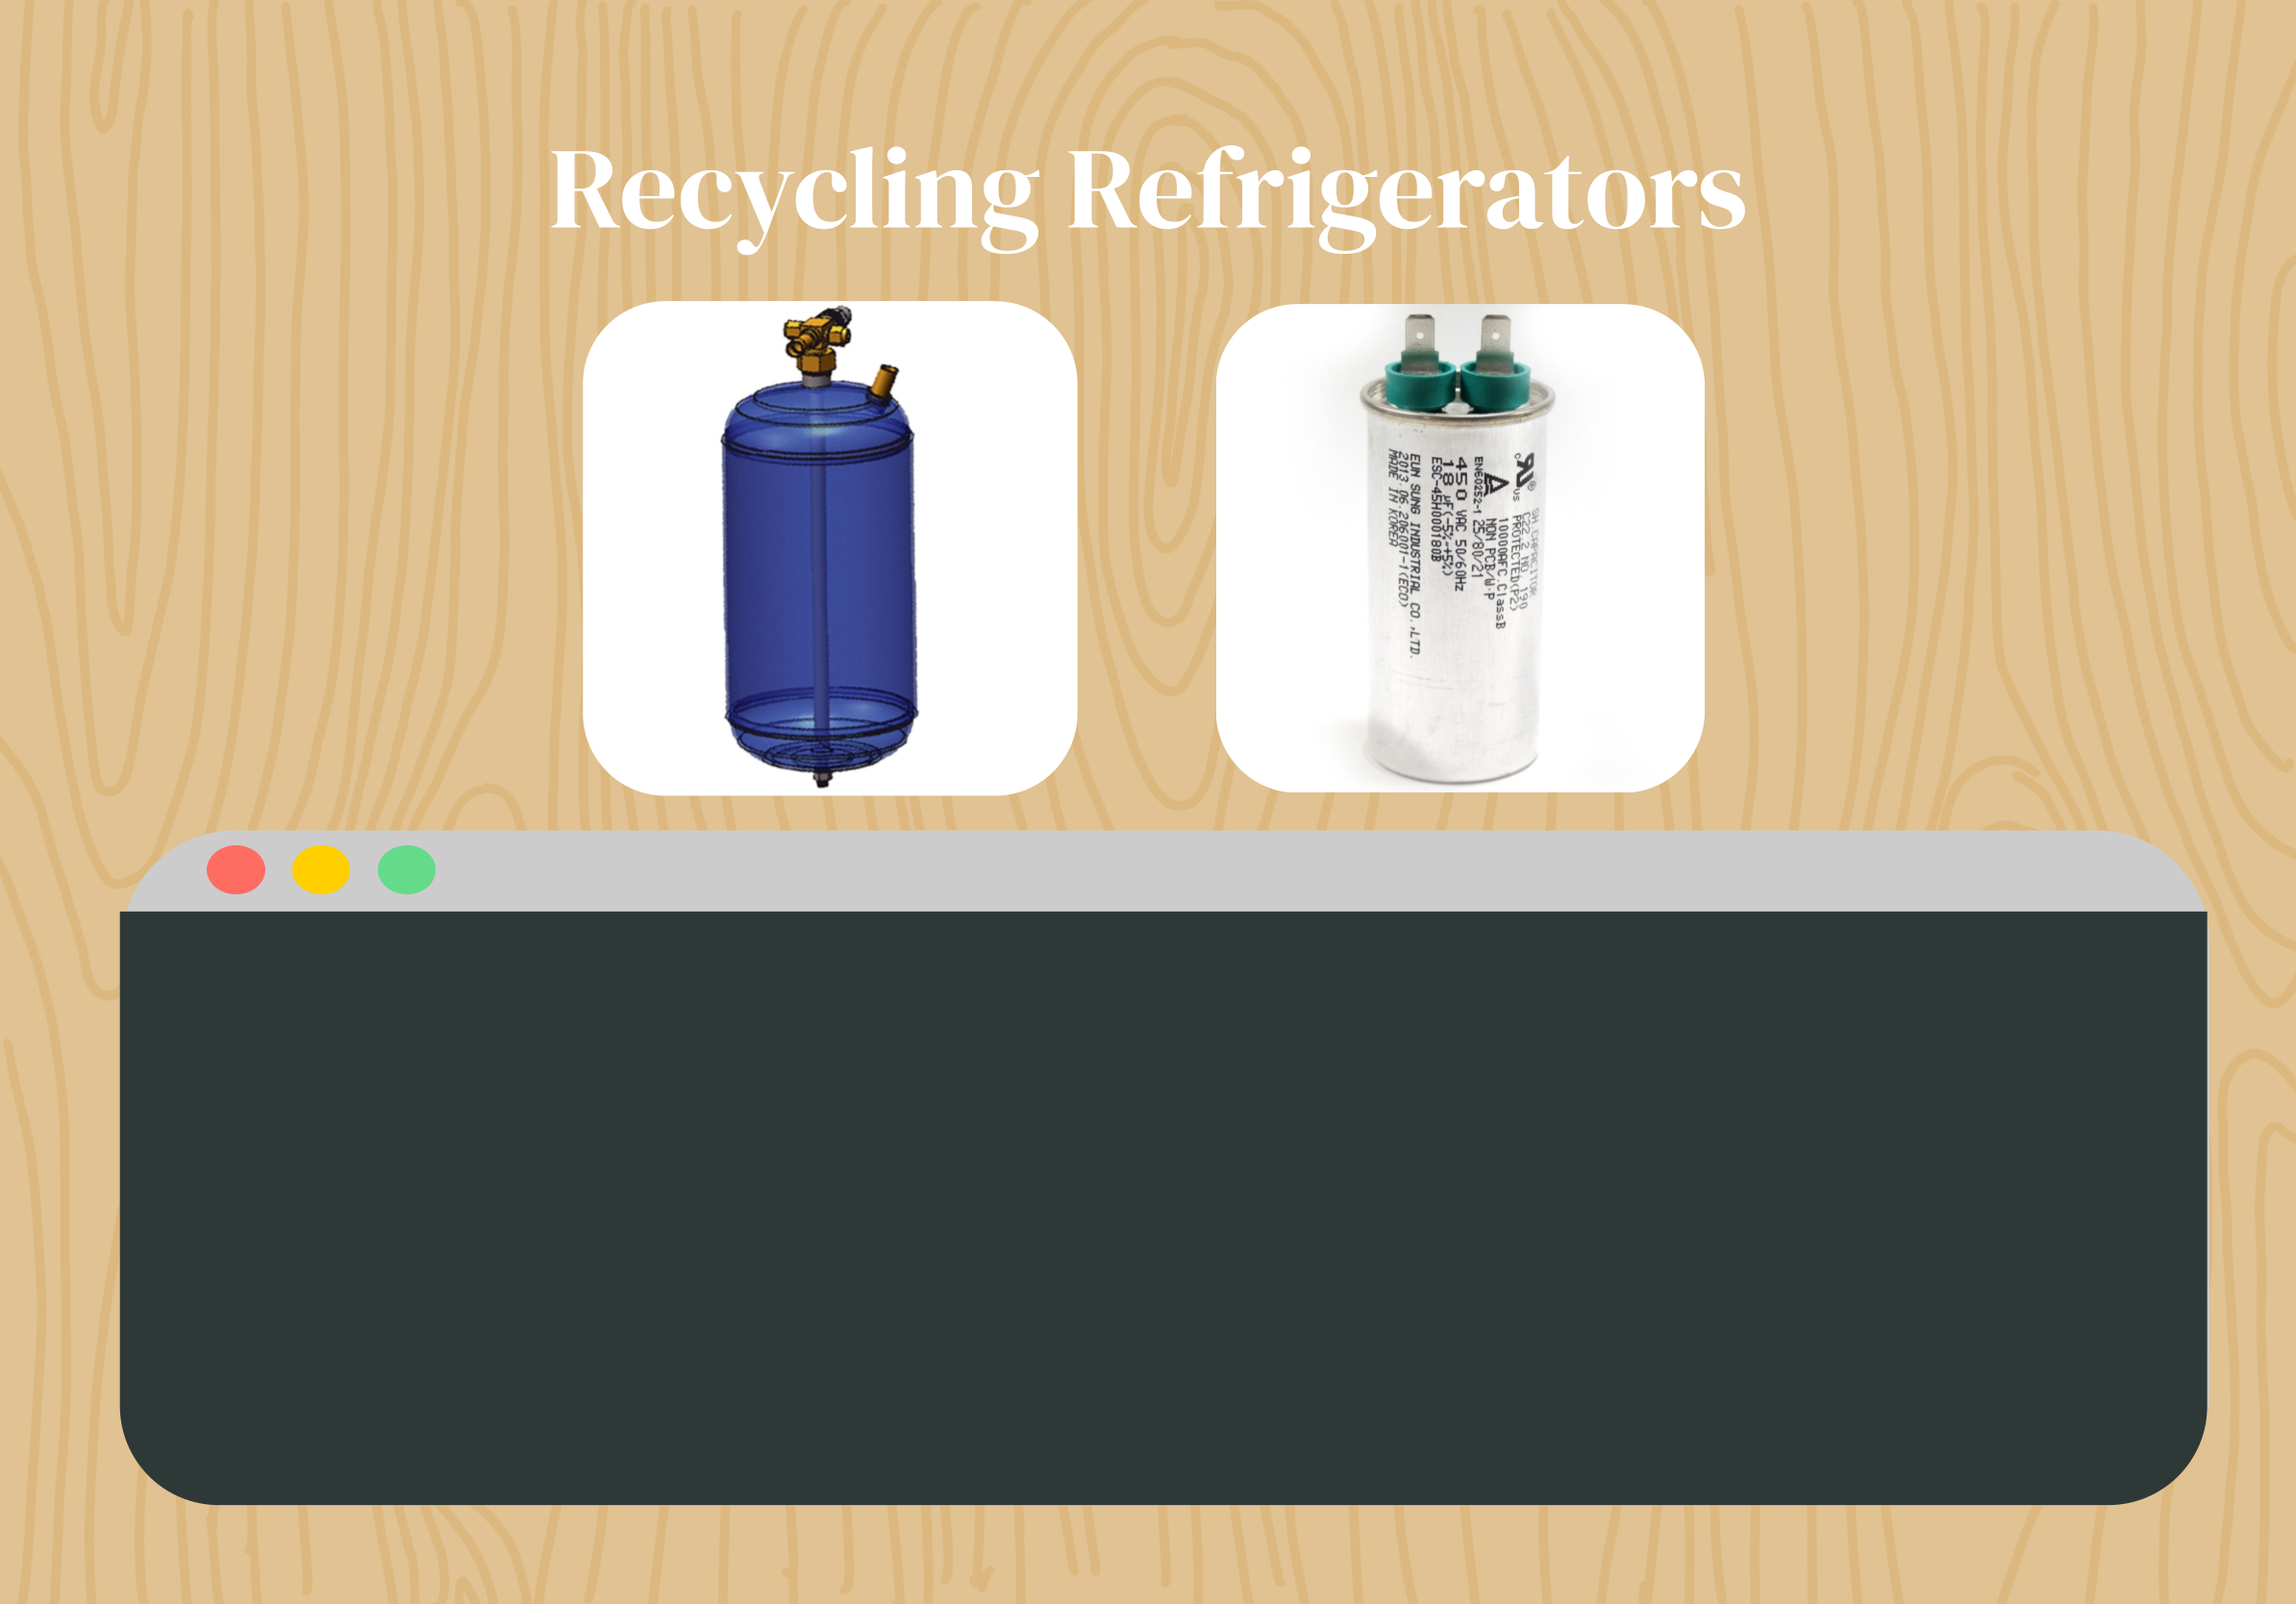 Recycling Refrigerators
SH CAPACITOR
C22.2 NO 190
PROTECTED(P2)
10000AFC.ClassB
NON PCB/W·P
EN60252-1 25/80/21
450 VAC 50/60Hz
18 µF(-5%~+5%)
ESC-45H000180B
EUN SUNG INDUSTRIAL CO.,LTD.
2013.06.206001-1(ECO)
MADE IN KOREA